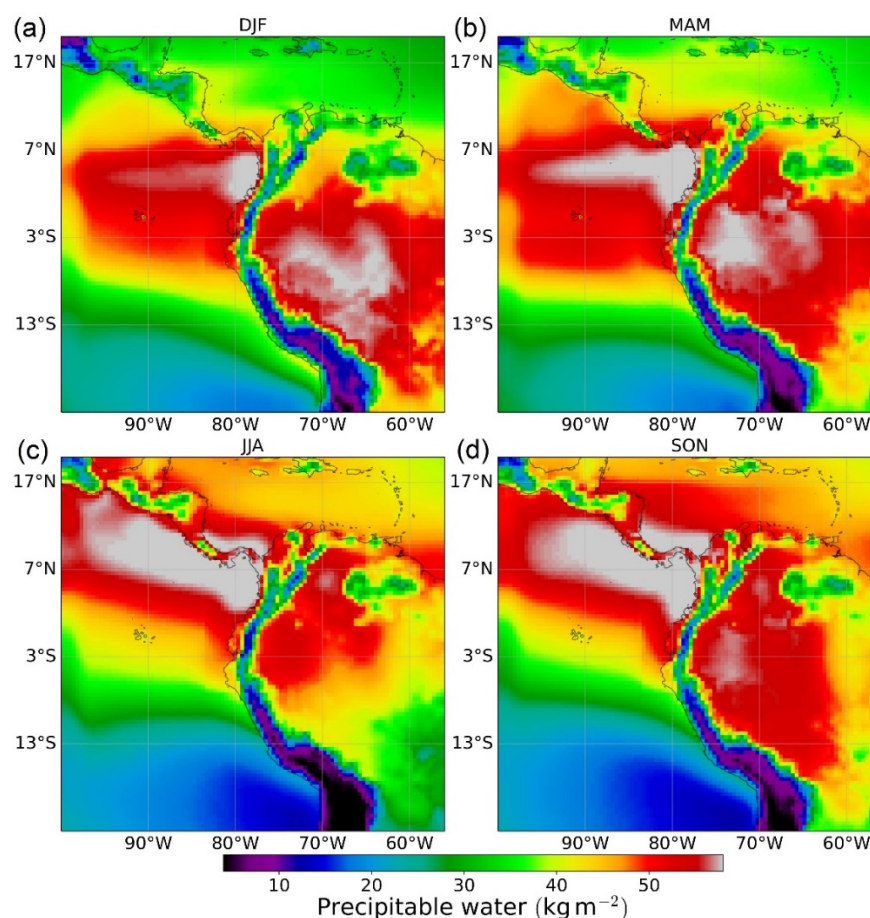 (a) DJF (b) MAM
17°N 17°N
7°N 7°N
3°S 3°S
13°S 13°S
90°W 80°W 70°W 60°W 90°W 80°W 70°W 60°W
(c) JJA (d) SON
17°N 17°N
7°N 7°N
3°S 3°S
13°S 13°S
90°W 80°W 70°W 60°W 90°W 80°W 70°W 60°W
10 20 30 40 50
Precipitable water (kg m⁻²)